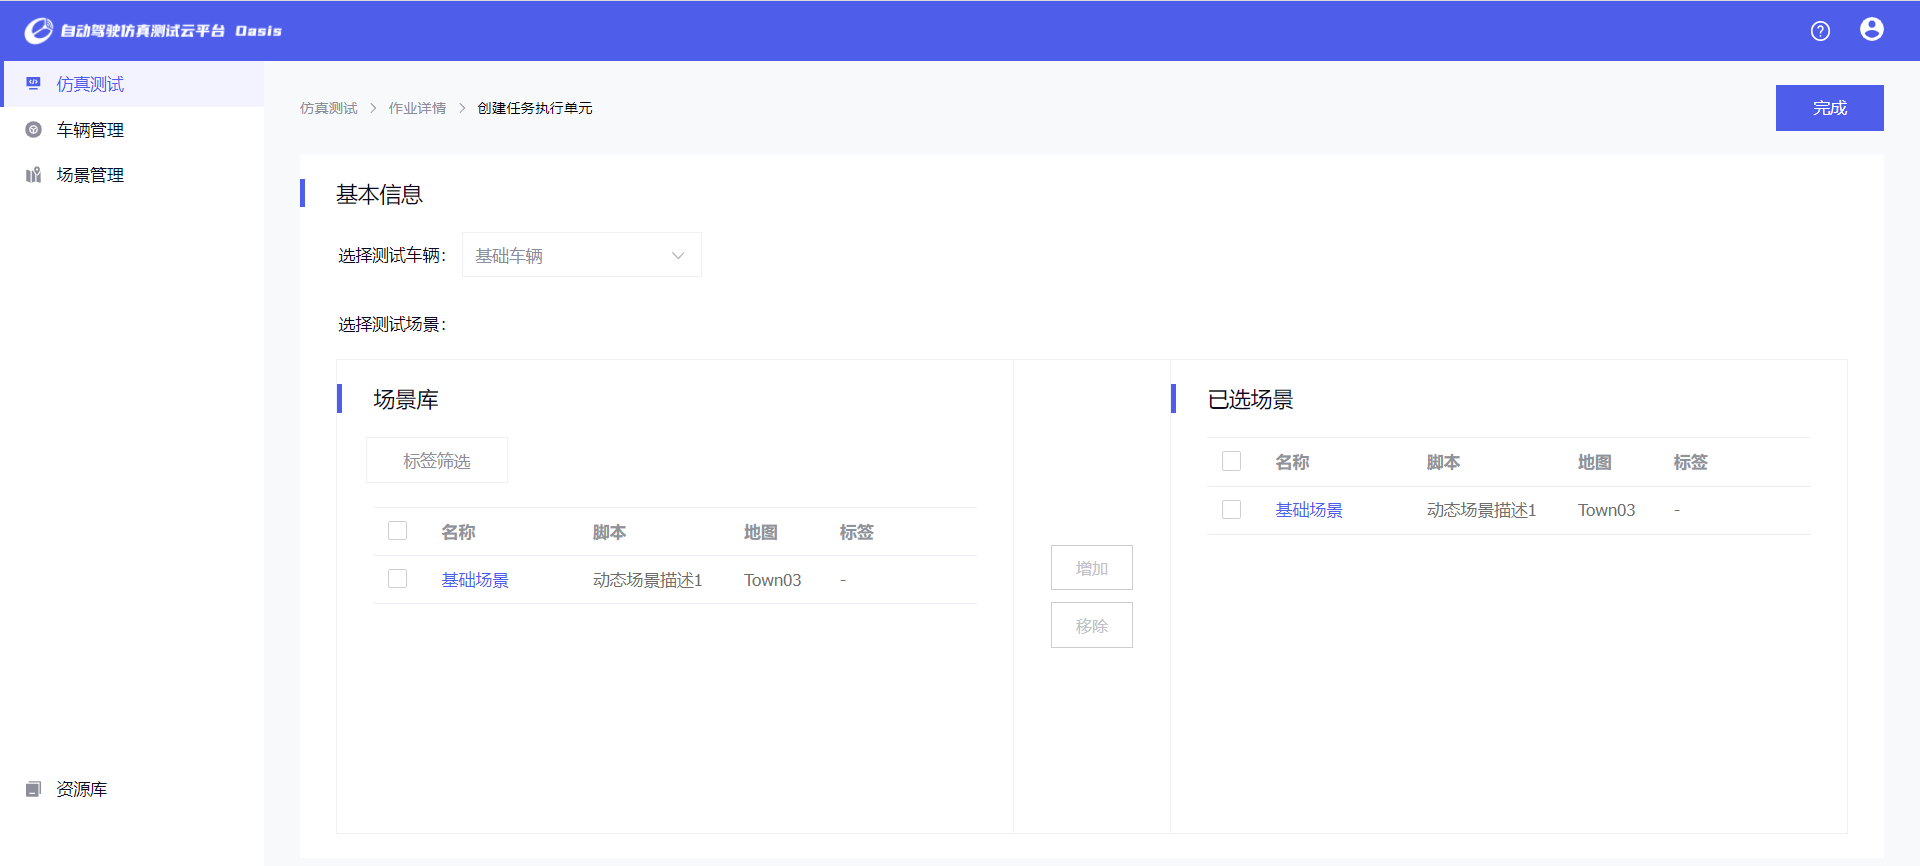 自动驾驶仿真测试云平台 Oasis
仿真测试
车辆管理
场景管理
资源库
仿真测试 > 作业详情 > 创建任务执行单元
完成
基本信息
选择测试车辆: 基础车辆
选择测试场景:
场景库
标签筛选
名称 脚本 地图 标签
基础场景 动态场景描述1 Town03 -
增加
移除
已选场景
名称 脚本 地图 标签
基础场景 动态场景描述1 Town03 -